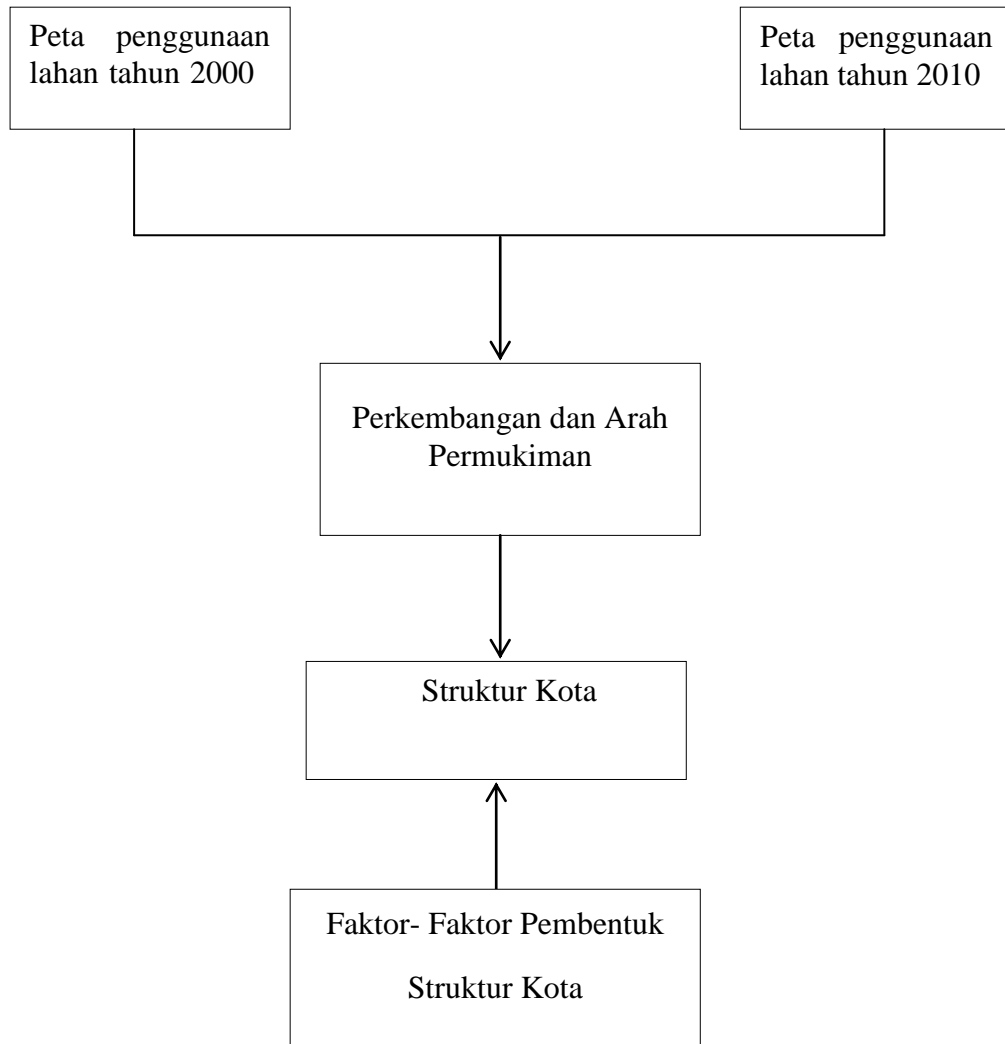 Peta penggunaan
lahan tahun 2000
Peta penggunaan
lahan tahun 2010
Perkembangan dan Arah
Permukiman
Struktur Kota
Faktor- Faktor Pembentuk
Struktur Kota